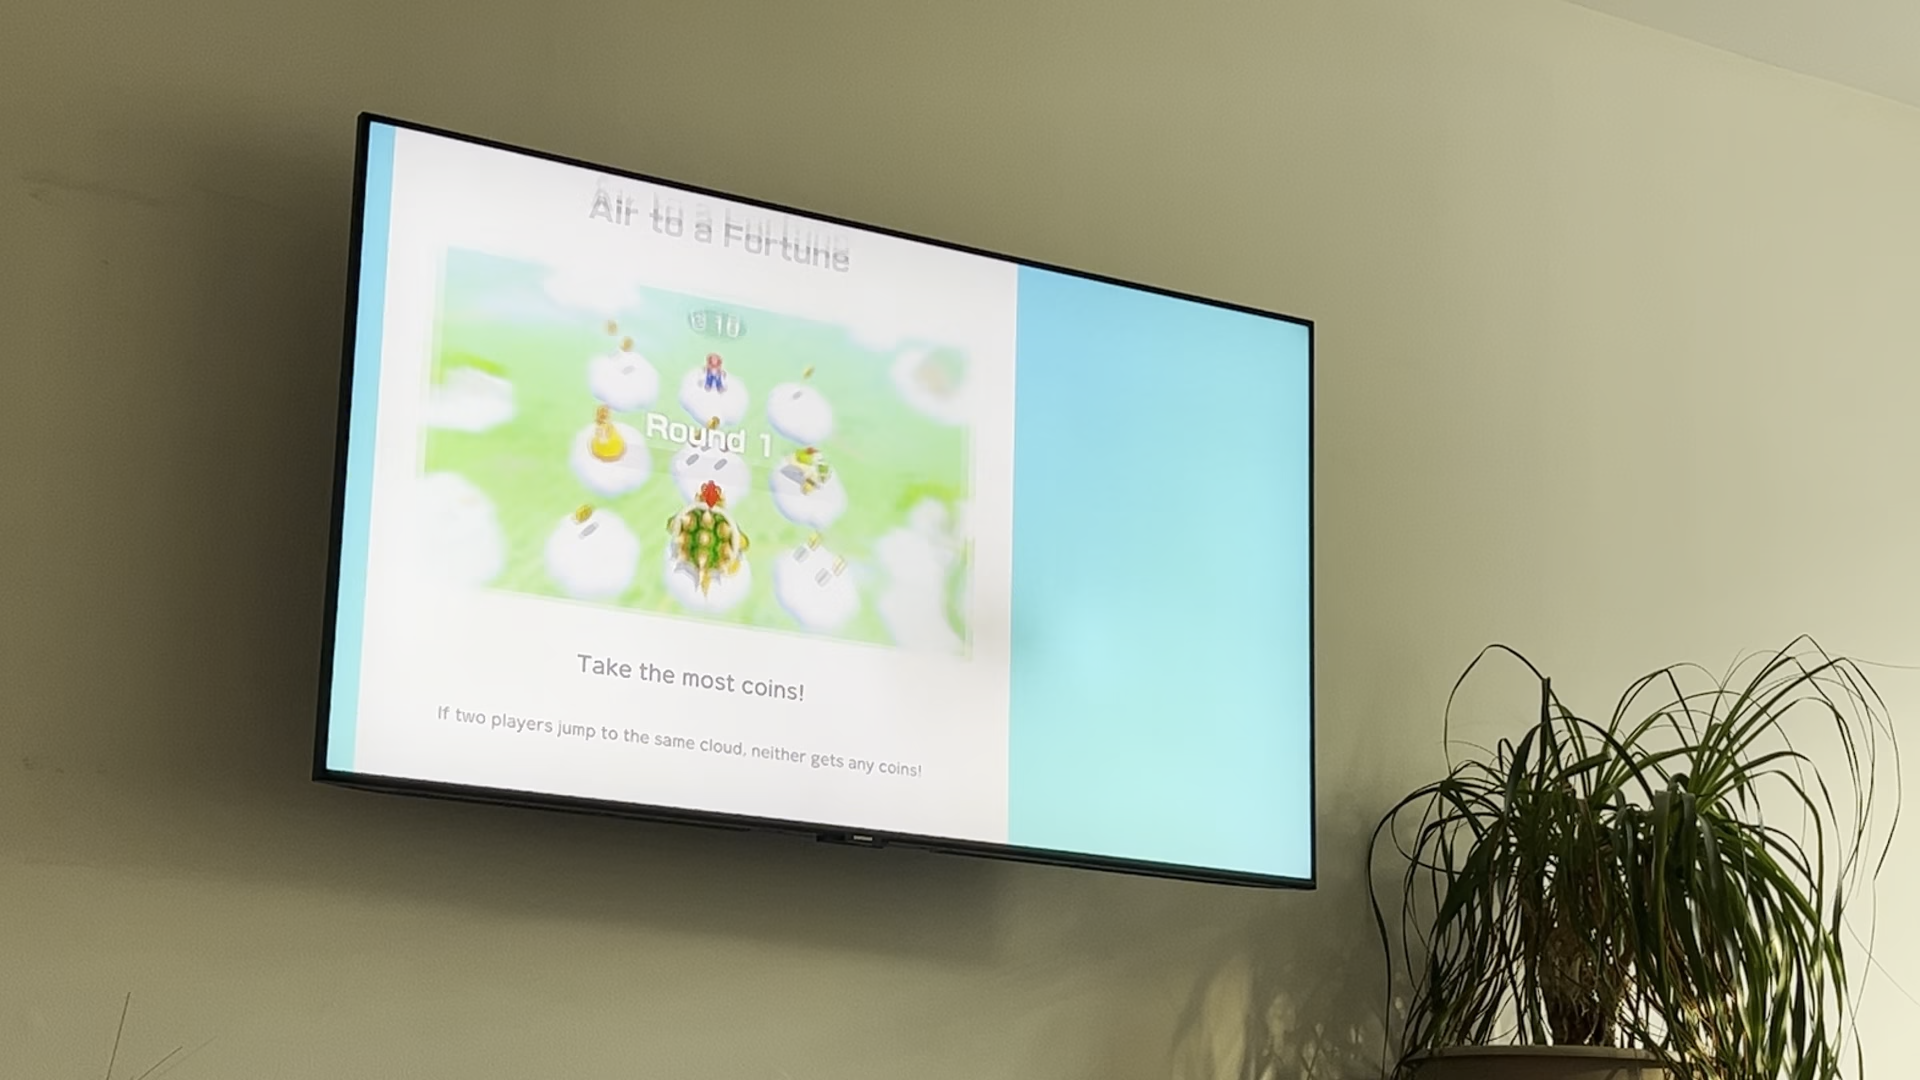 Air to a Fortune
10
Round 1
Take the most coins!
If two players jump to the same cloud, neither gets any coins!